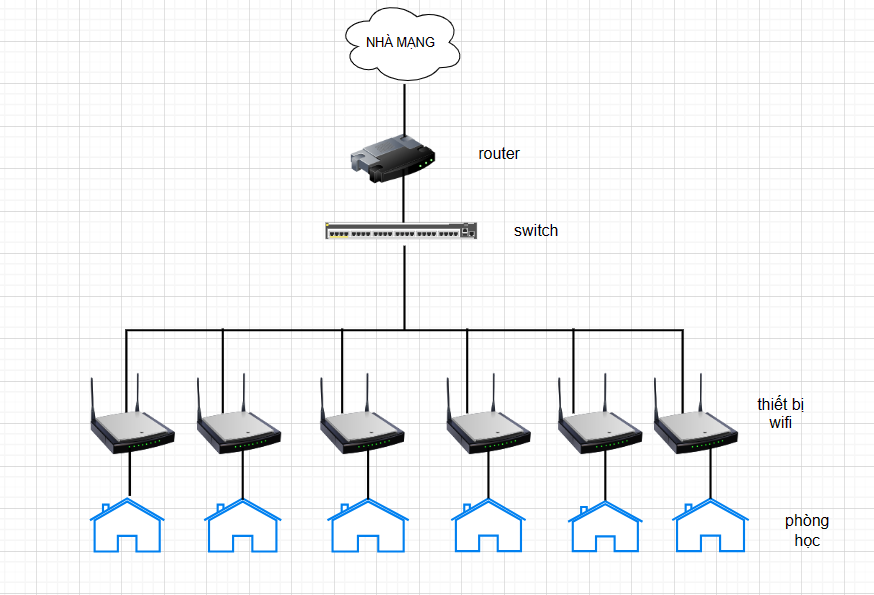 NHÀ MẠNG
router
switch
thiết bị
wifi
phòng
học